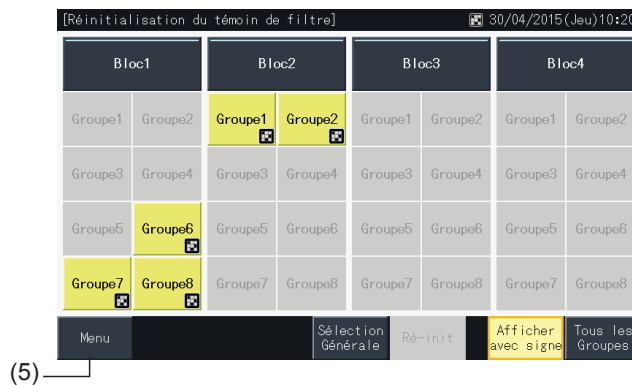 [Réinitialisation du témoin de filtre] 30/04/2015(Jeu)10:20
Bloc1 Bloc2 Bloc3 Bloc4
Groupe1 Groupe2 Groupe1 Groupe2 Groupe1 Groupe2 Groupe1 Groupe2
Groupe3 Groupe4 Groupe3 Groupe4 Groupe3 Groupe4 Groupe3 Groupe4
Groupe5 Groupe6 Groupe5 Groupe6 Groupe5 Groupe6 Groupe5 Groupe6
Groupe7 Groupe8 Groupe7 Groupe8 Groupe7 Groupe8 Groupe7 Groupe8
Menu
Sélection
Générale
Ré-init
Afficher
avec signe
Tous les
Groupes
(5)